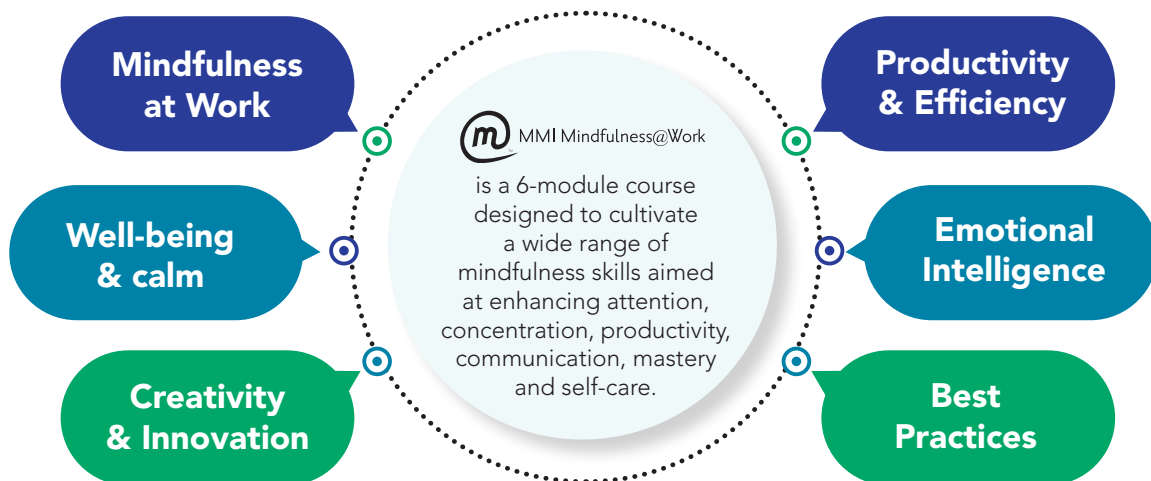 Mindfulness
at Work
Well-being
& calm
Creativity
& Innovation
m MMI Mindfulness@Work
is a 6-module course
designed to cultivate
a wide range of
mindfulness skills aimed
at enhancing attention,
concentration, productivity,
communication, mastery
and self-care.
Productivity
& Efficiency
Emotional
Intelligence
Best
Practices